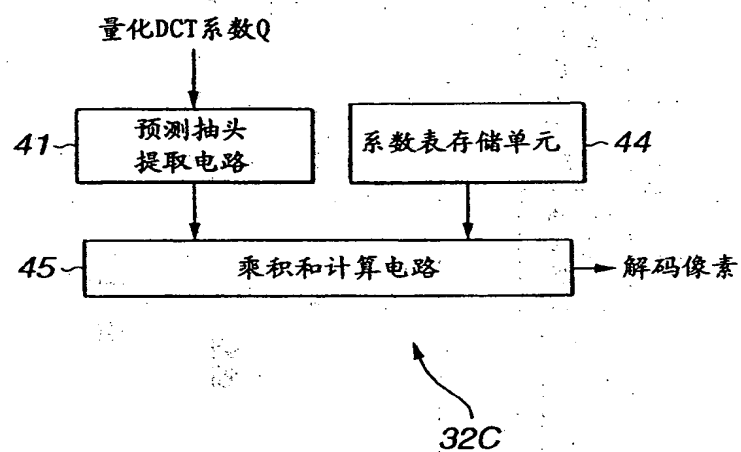 量化DCT系数Q
41
预测抽头
提取电路
系数表存储单元
44
45
乘积和计算电路
解码像素
32C